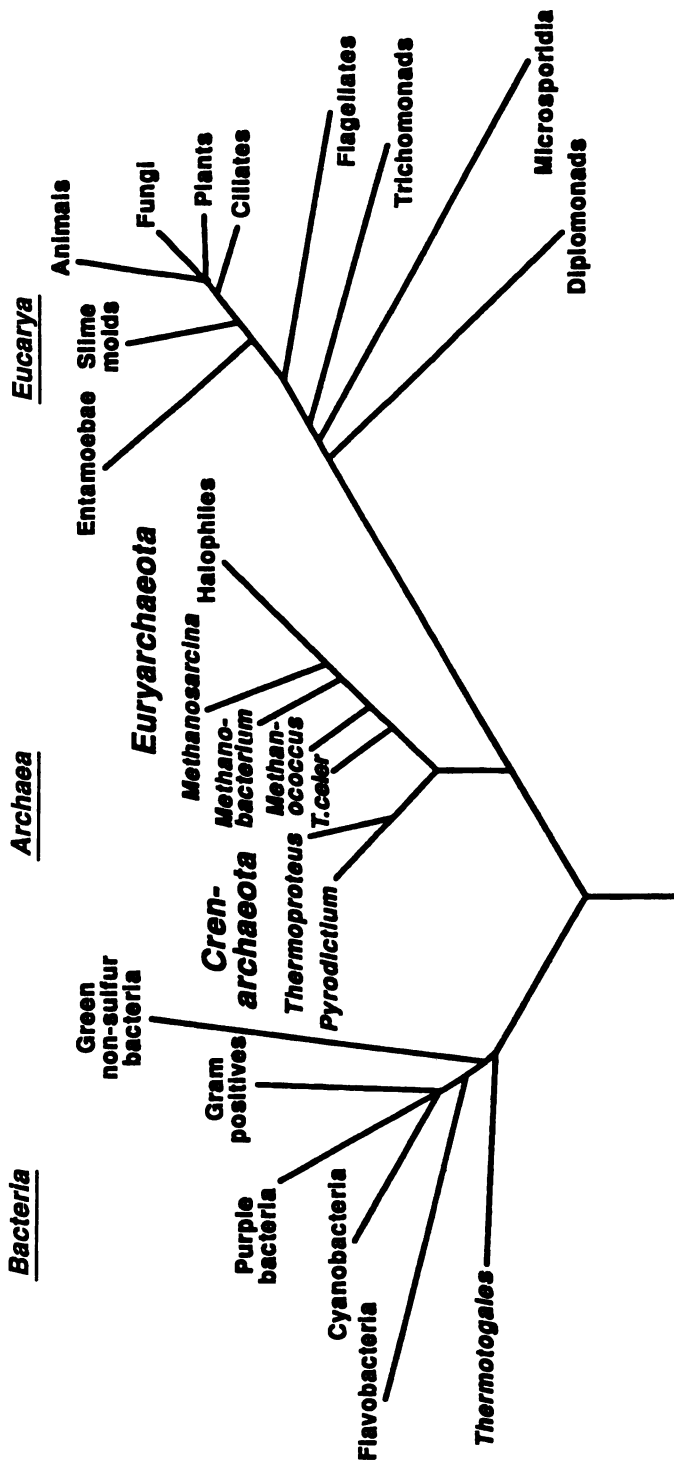 Bacteria
Archaea
Eucarya
Green
non-sulfur
bacteria
Gram
positives
Purple
bacteria
Cyanobacteria
Flavobacteria
Thermotogales
Cren-
archaeota
Thermoproteus
Pyrodictium
Euryarchaeota
Methanosarcina
Methano-
bacterium
Methan-
ococcus
T.celer
Halophiles
Entamoebae
Slime
molds
Animals
Fungi
Plants
Ciliates
Flagellates
Trichomonads
Microsporidia
Diplomonads